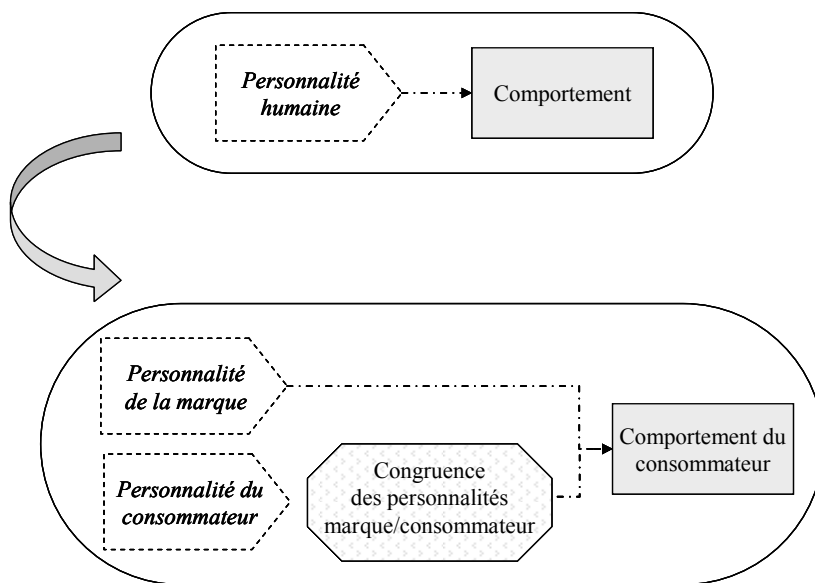 Personnalité
humaine
Comportement
Personnalité
de la marque
Personnalité du
consommateur
Congruence
des personnalités
marque/consommateur
Comportement du
consommateur